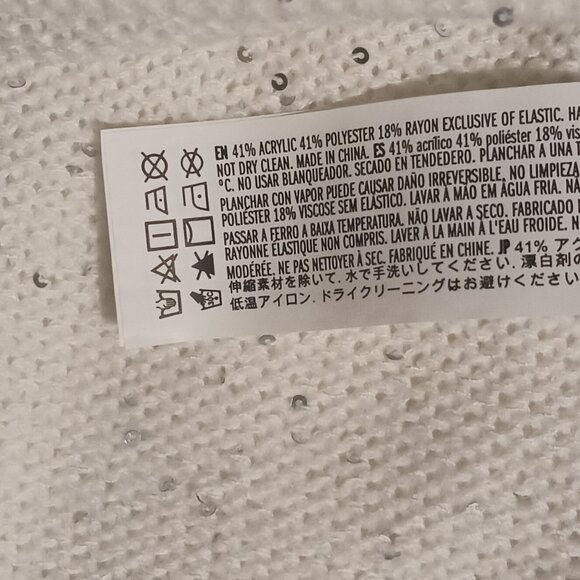 EN 41% ACRYLIC 41% POLYESTER 18% RAYON EXCLUSIVE OF ELASTIC. HA
NOT DRY CLEAN. MADE IN CHINA. ES 41% acrílico 41% poliéster 18% vis
°C. NO USAR BLANQUEADOR. SECADO EN TENDEDERO. PLANCHAR A UNA T
PLANCHAR CON VAPOR PUEDE CAUSAR DAÑO IRREVERSIBLE, NO LIMPIEZA
POLIÉSTER 18% VISCOSE SEM ELÁSTICO. LAVAR À MÃO EM ÁGUA FRIA. NÃ
PASSAR A FERRO A BAIXA TEMPERATURA. NÃO LAVAR A SECO. FABRICADO
RAYONNE ÉLASTIQUE NON COMPRIS. LAVER À LA MAIN À L'EAU FROIDE. N
MODÉRÉE. NE PAS NETTOYER À SEC. FABRIQUÉ EN CHINE. JP 41% アク
伸縮素材を除いて. 水で手洗いしてください. 漂白剤の
低温アイロン. ドライクリーニングはお避けください.